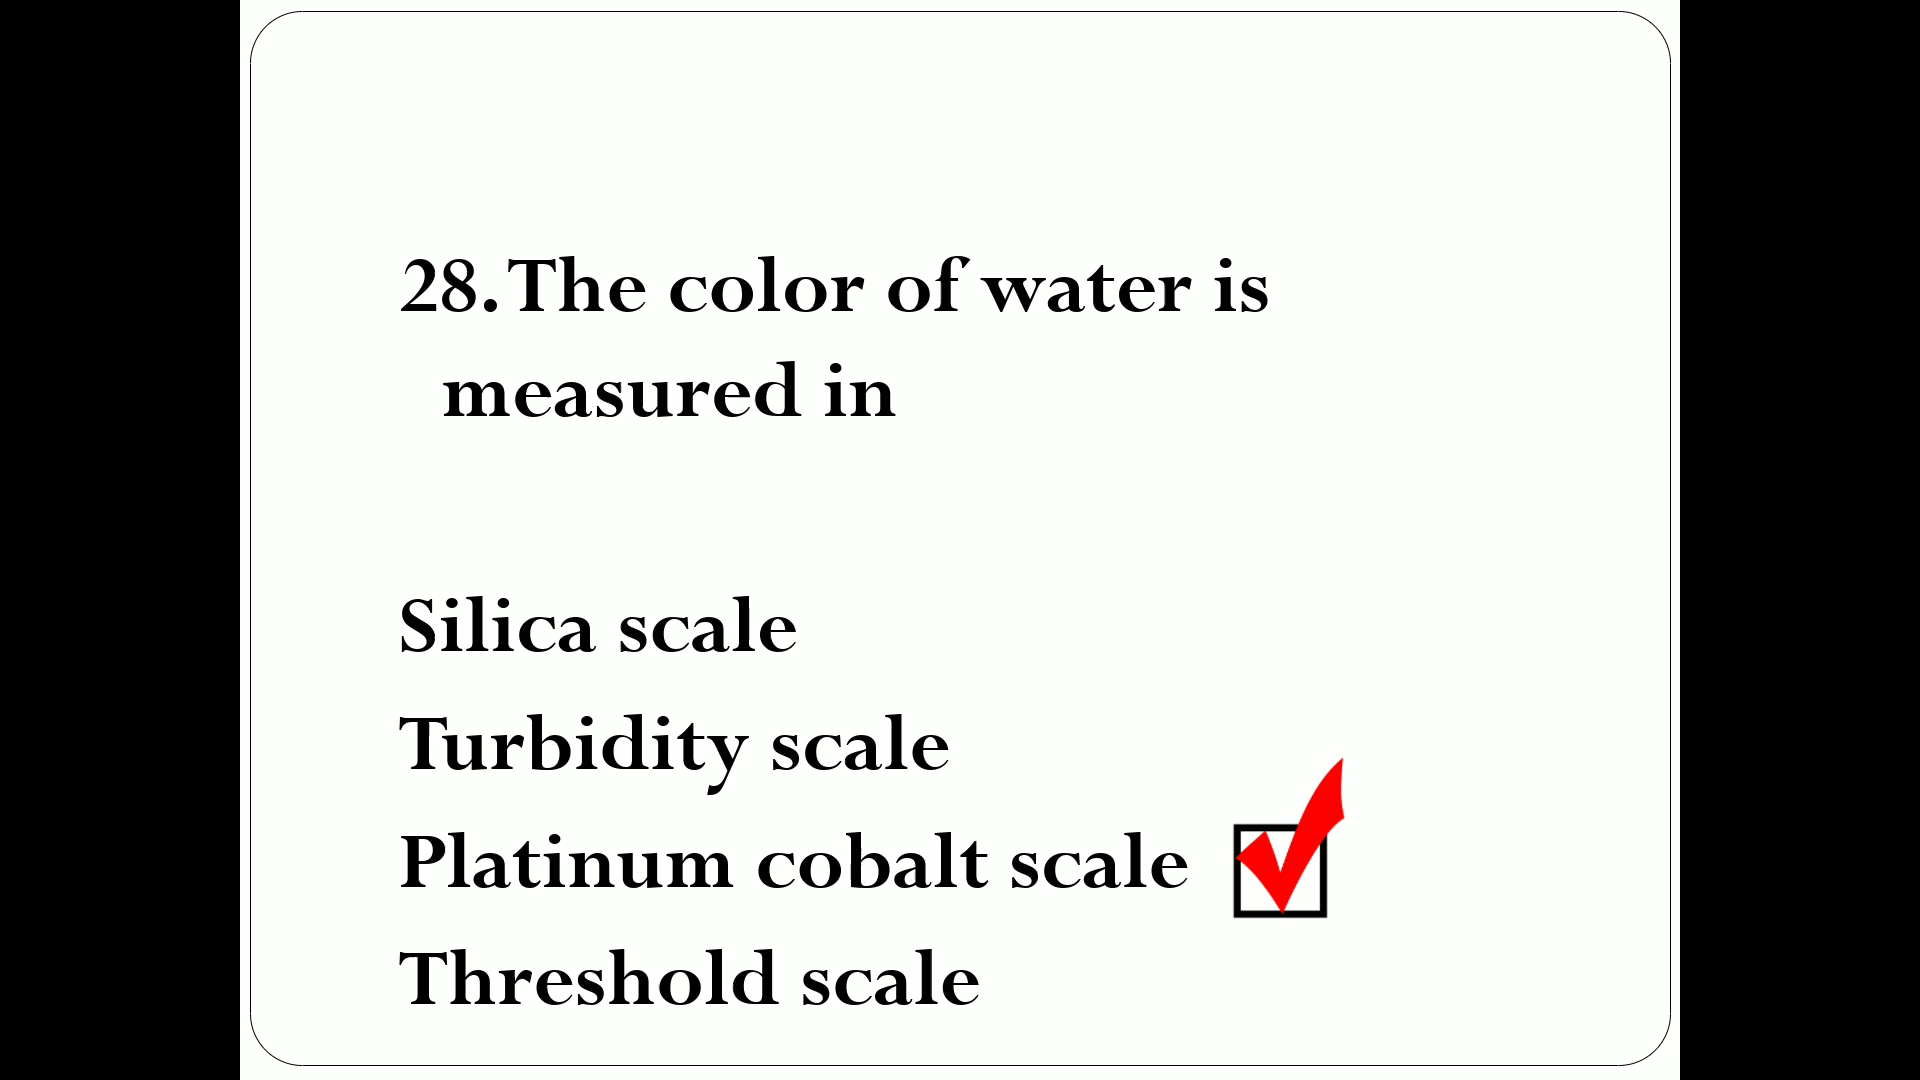 28. The color of water is
measured in
Silica scale
Turbidity scale
Platinum cobalt scale
Threshold scale